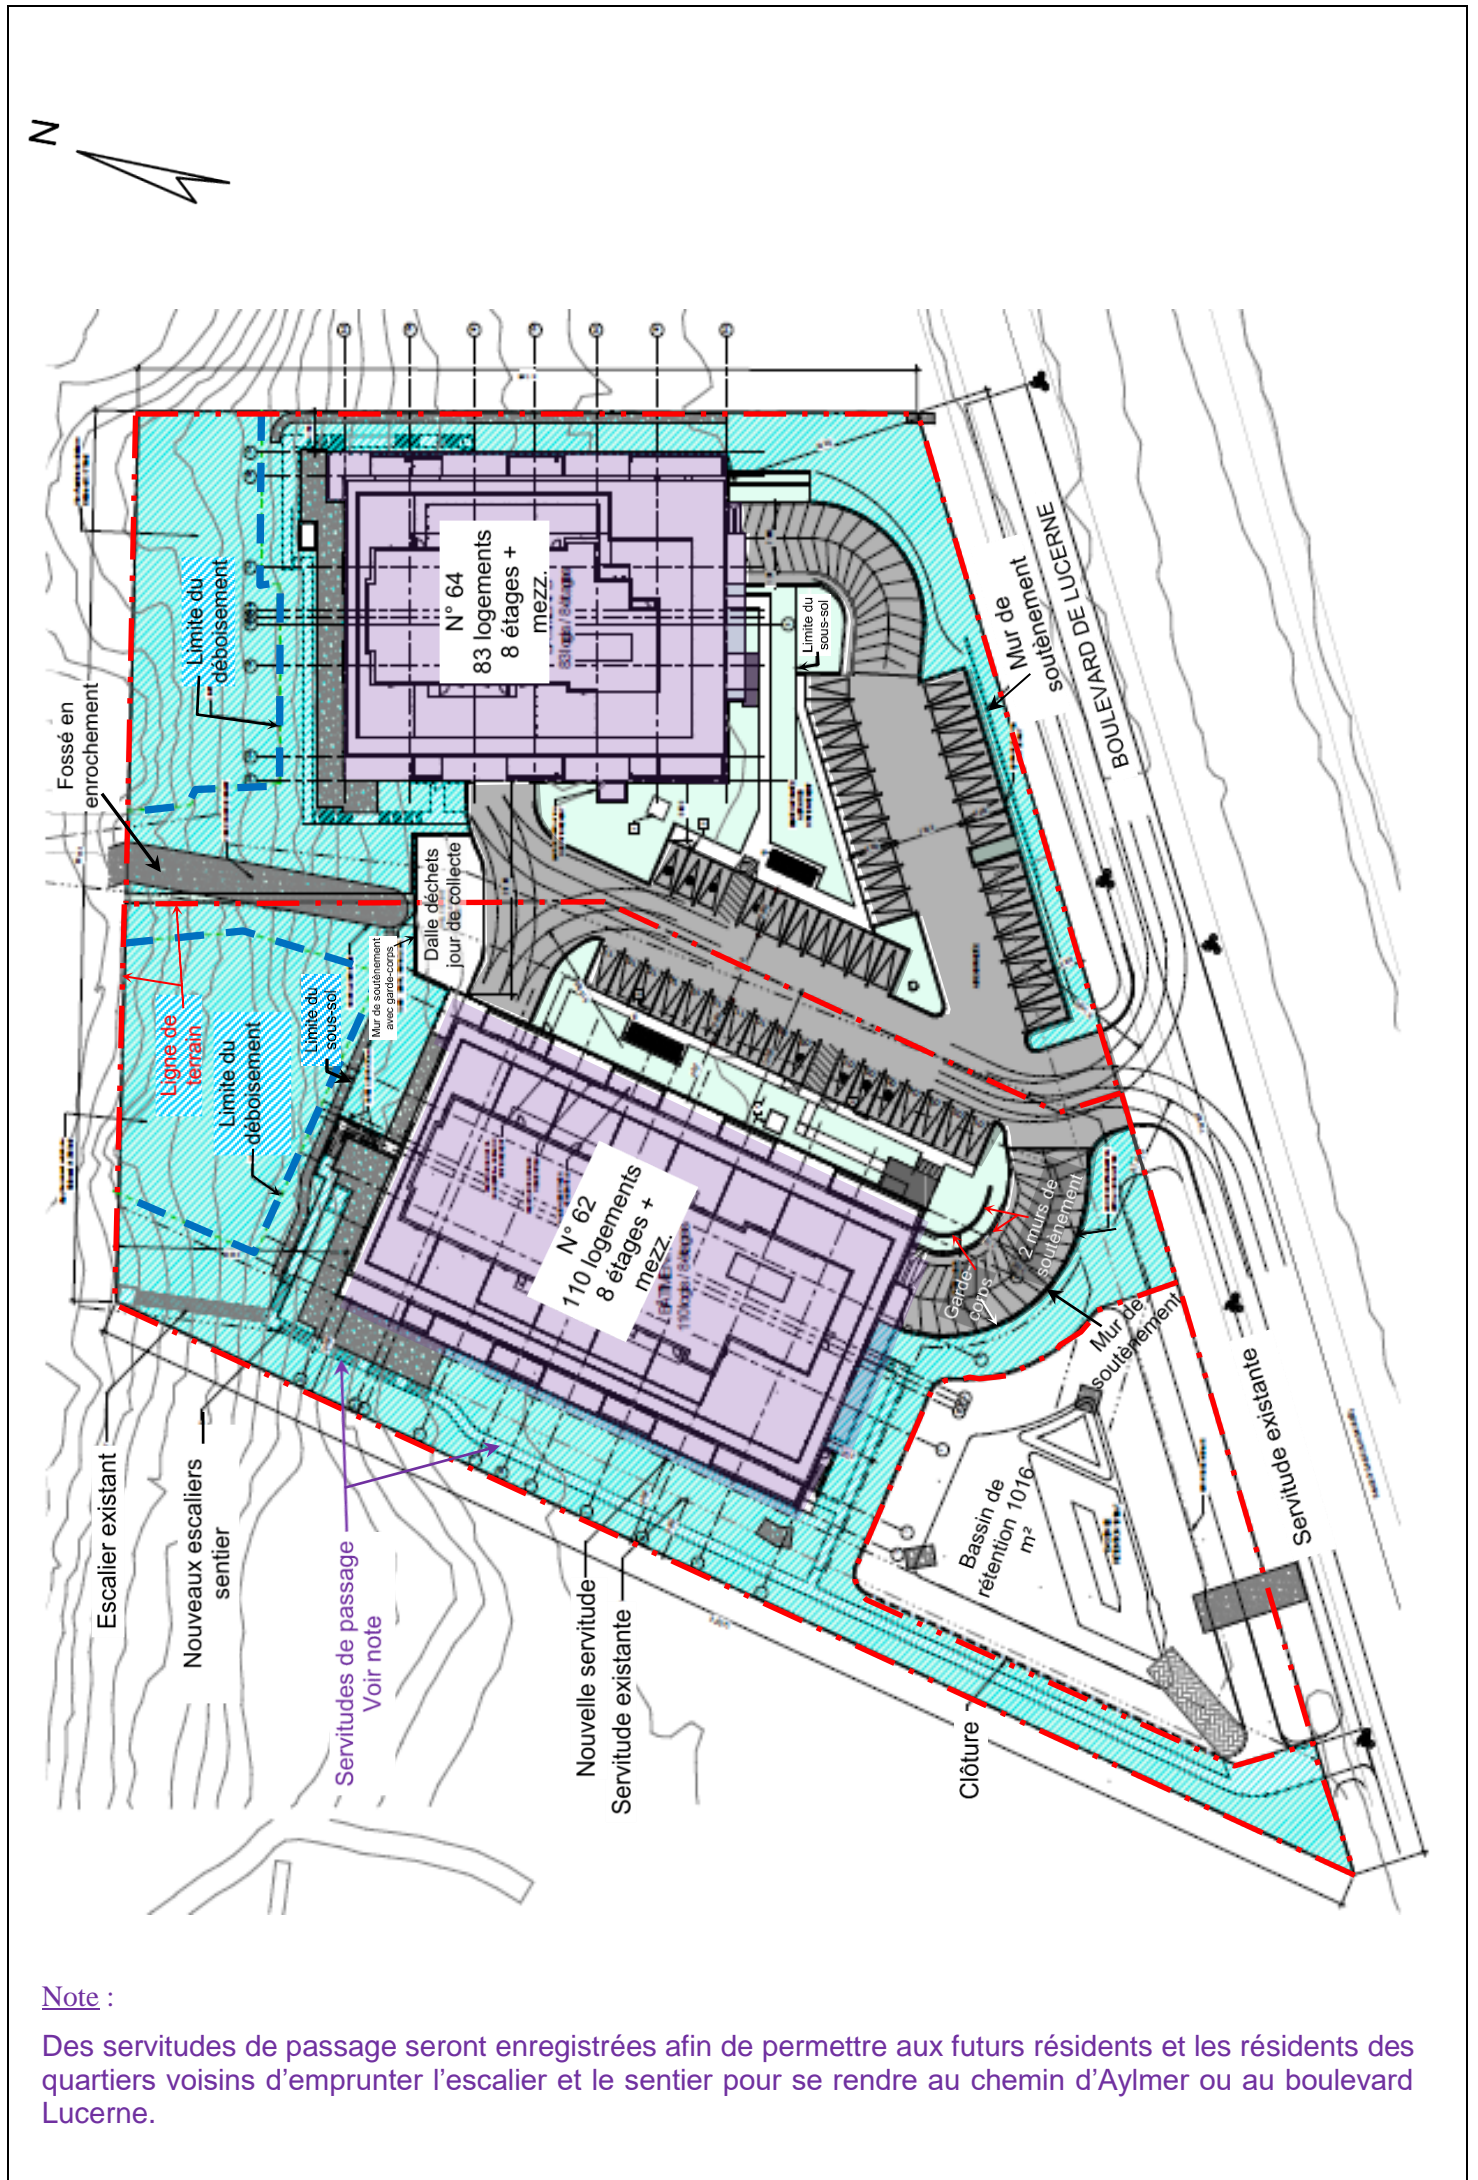 N
Fossé en
enrochement
Limite du
déboisement
N° 64
83 logements
8 étages +
mezz.
Limite du
sous-sol
Mur de
soutènement
BOULEVARD DE LUCERNE
Dalle déchets
jour de collecte
Mur de soutènement
avec garde-corps
Ligne de
terrain
Limite du
déboisement
Limite du
sous-sol
N° 62
110 logements
8 étages +
mezz.
2 murs de
soutènement
Garde-
corps
Mur de
soutènement
Servitude existante
Bassin de
rétention 1016
m²
Escalier existant
Nouveaux escaliers
sentier
Servitudes de passage
Voir note
Nouvelle servitude
Servitude existante
Clôture
Note :
Des servitudes de passage seront enregistrées afin de permettre aux futurs résidents et les résidents des
quartiers voisins d’emprunter l’escalier et le sentier pour se rendre au chemin d’Aylmer ou au boulevard
Lucerne.